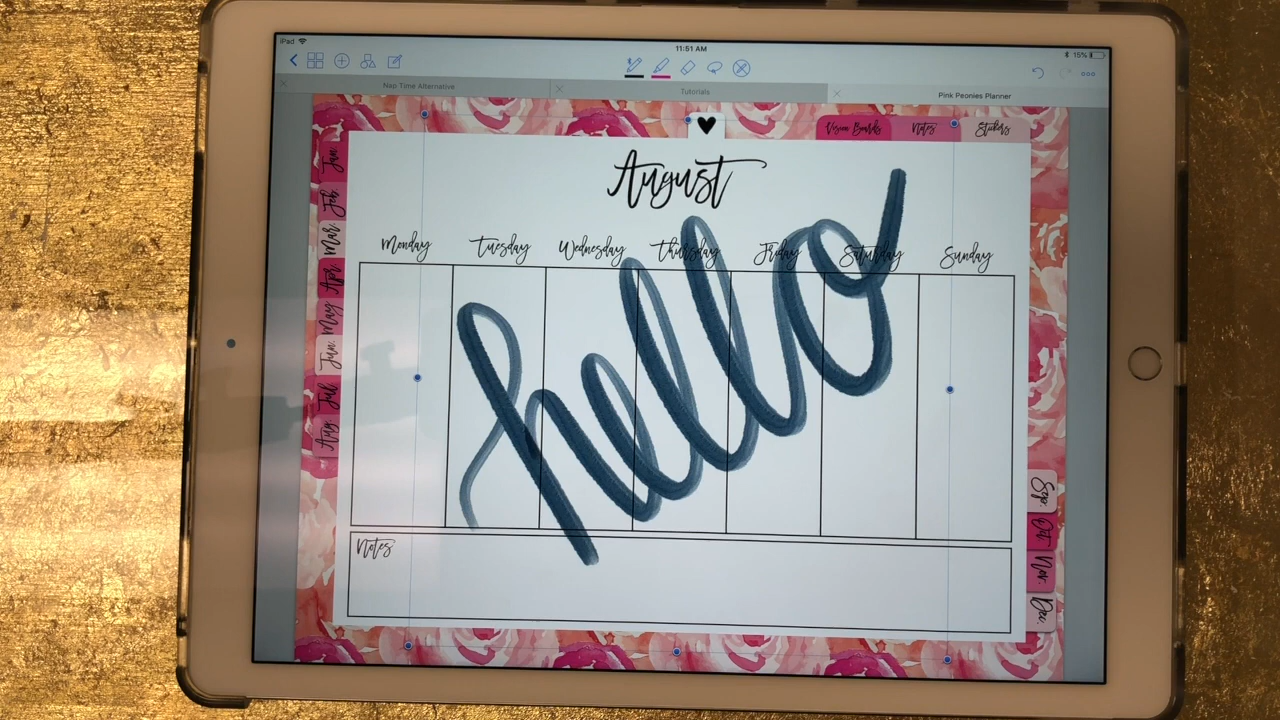 iPad 11:51 AM 15%
Nap Time Alternative Tutorials Pink Peonies Planner
Vision Boards Notes Stickers
August
Monday Tuesday Wednesday Thursday Friday Saturday Sunday
hello
Notes
Jan
Feb
Mar
Apr
May
Jun
Jul
Aug
Sep.
Oct.
Nov.
Dec.